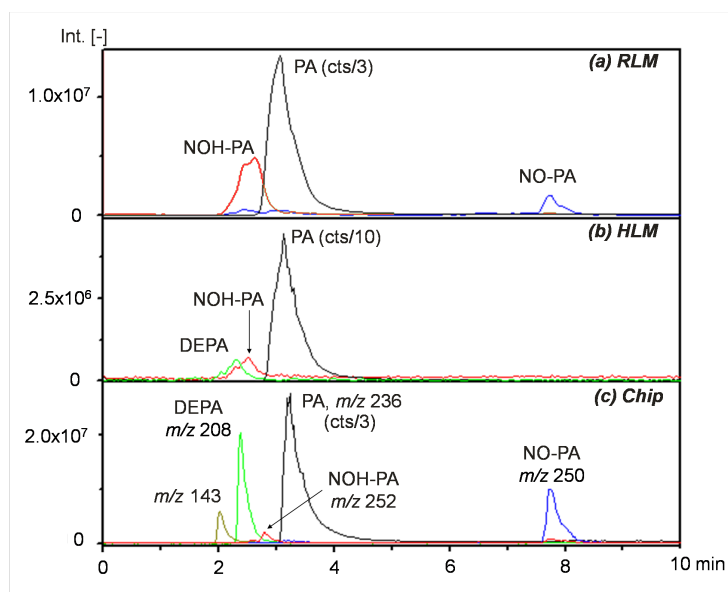 Int. [-]
(a) RLM
PA (cts/3)
1.0x10⁷
NOH-PA
NO-PA
0
(b) HLM
PA (cts/10)
2.5x10⁶
NOH-PA
DEPA
0
(c) Chip
DEPA
m/z 208
PA, m/z 236
(cts/3)
2.0x10⁷
NO-PA
m/z 250
NOH-PA
m/z 252
m/z 143
0
0 2 4 6 8 10 min